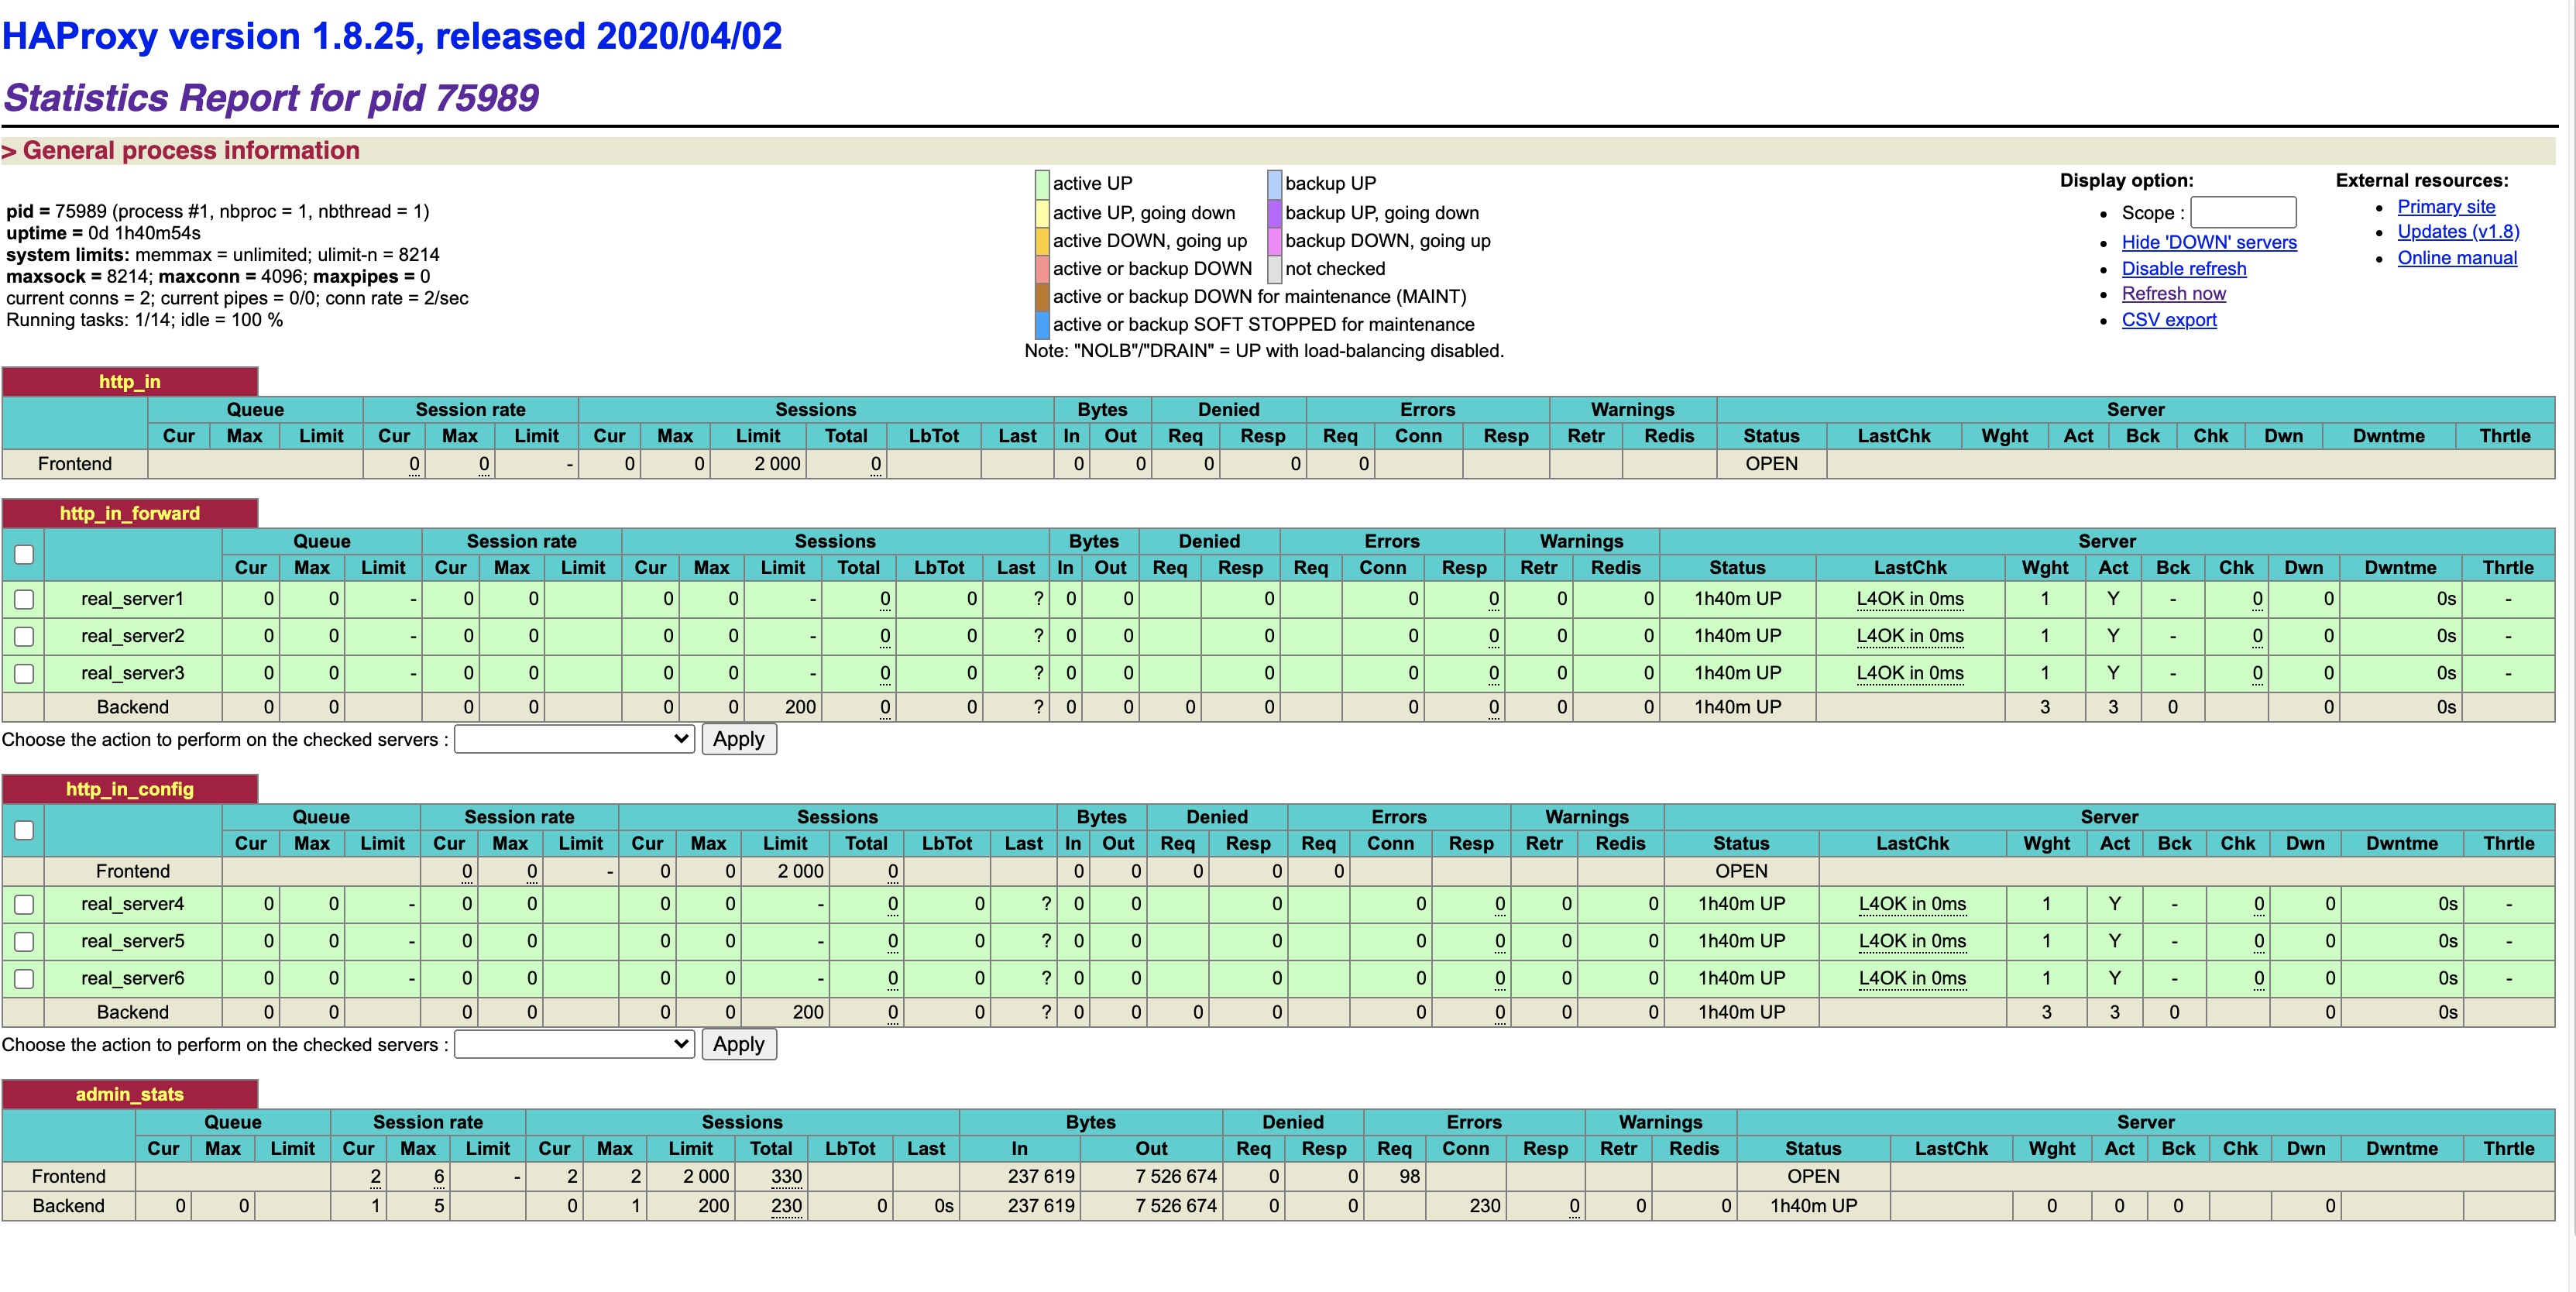 HAProxy version 1.8.25, released 2020/04/02
Statistics Report for pid 75989
> General process information
pid = 75989 (process #1, nbproc = 1, nbthread = 1)
uptime = 0d 1h40m54s
system limits: memmax = unlimited; ulimit-n = 8214
maxsock = 8214; maxconn = 4096; maxpipes = 0
current conns = 2; current pipes = 0/0; conn rate = 2/sec
Running tasks: 1/14; idle = 100 %
active UP backup UP
active UP, going down backup UP, going down
active DOWN, going up backup DOWN, going up
active or backup DOWN not checked
active or backup DOWN for maintenance (MAINT)
active or backup SOFT STOPPED for maintenance
Note: "NOLB"/"DRAIN" = UP with load-balancing disabled.
Display option:
• Scope :
• Hide 'DOWN' servers
• Disable refresh
• Refresh now
• CSV export
External resources:
• Primary site
• Updates (v1.8)
• Online manual
http_in
Queue Session rate Sessions Bytes Denied Errors Warnings Server
Cur Max Limit Cur Max Limit Cur Max Limit Total LbTot Last In Out Req Resp Req Conn Resp Retr Redis Status LastChk Wght Act Bck Chk Dwn Dwntme Thrtle
Frontend 0 0 - 0 0 2 000 0 0 0 0 0 0 OPEN
http_in_forward
Queue Session rate Sessions Bytes Denied Errors Warnings Server
Cur Max Limit Cur Max Limit Cur Max Limit Total LbTot Last In Out Req Resp Req Conn Resp Retr Redis Status LastChk Wght Act Bck Chk Dwn Dwntme Thrtle
real_server1 0 0 - 0 0 0 0 - 0 0 ? 0 0 0 0 0 0 0 1h40m UP L4OK in 0ms 1 Y - 0 0 0s -
real_server2 0 0 - 0 0 0 0 - 0 0 ? 0 0 0 0 0 0 0 1h40m UP L4OK in 0ms 1 Y - 0 0 0s -
real_server3 0 0 - 0 0 0 0 - 0 0 ? 0 0 0 0 0 0 0 1h40m UP L4OK in 0ms 1 Y - 0 0 0s -
Backend 0 0 0 0 0 0 200 0 0 ? 0 0 0 0 0 0 0 0 1h40m UP 3 3 0 0 0s
Choose the action to perform on the checked servers : Apply
http_in_config
Queue Session rate Sessions Bytes Denied Errors Warnings Server
Cur Max Limit Cur Max Limit Cur Max Limit Total LbTot Last In Out Req Resp Req Conn Resp Retr Redis Status LastChk Wght Act Bck Chk Dwn Dwntme Thrtle
Frontend 0 0 - 0 0 2 000 0 0 0 0 0 0 OPEN
real_server4 0 0 - 0 0 0 0 - 0 0 ? 0 0 0 0 0 0 0 1h40m UP L4OK in 0ms 1 Y - 0 0 0s -
real_server5 0 0 - 0 0 0 0 - 0 0 ? 0 0 0 0 0 0 0 1h40m UP L4OK in 0ms 1 Y - 0 0 0s -
real_server6 0 0 - 0 0 0 0 - 0 0 ? 0 0 0 0 0 0 0 1h40m UP L4OK in 0ms 1 Y - 0 0 0s -
Backend 0 0 0 0 0 0 200 0 0 ? 0 0 0 0 0 0 0 0 1h40m UP 3 3 0 0 0s
Choose the action to perform on the checked servers : Apply
admin_stats
Queue Session rate Sessions Bytes Denied Errors Warnings Server
Cur Max Limit Cur Max Limit Cur Max Limit Total LbTot Last In Out Req Resp Req Conn Resp Retr Redis Status LastChk Wght Act Bck Chk Dwn Dwntme Thrtle
Frontend 2 6 - 2 2 2 000 330 237 619 7 526 674 0 0 98 OPEN
Backend 0 0 1 5 0 1 200 230 0 0s 237 619 7 526 674 0 0 230 0 0 0 1h40m UP 0 0 0 0